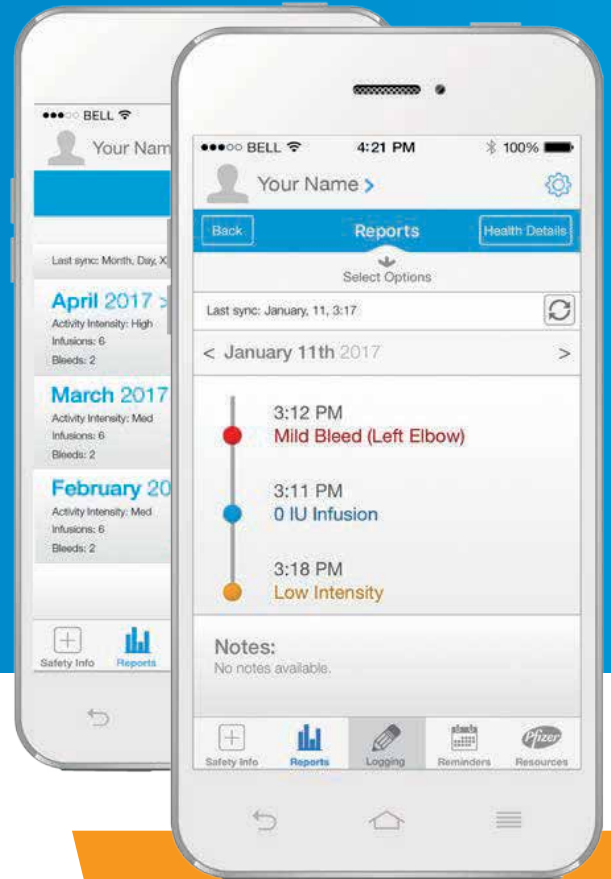 BELL
Your Nam
Last sync: Month, Day, X
April 2017 >
Activity Intensity: High
Infusions: 6
Bleeds: 2
March 2017
Activity Intensity: Med
Infusions: 6
Bleeds: 2
February 20
Activity Intensity: Med
Infusions: 6
Bleeds: 2
Safety Info
Reports
BELL 4:21 PM 100%
Your Name >
Back Reports Health Details
Select Options
Last sync: January, 11, 3:17
< January 11th 2017 >
3:12 PM
Mild Bleed (Left Elbow)
3:11 PM
0 IU Infusion
3:18 PM
Low Intensity
Notes:
No notes available.
Pfizer
Safety Info Reports Logging Reminders Resources